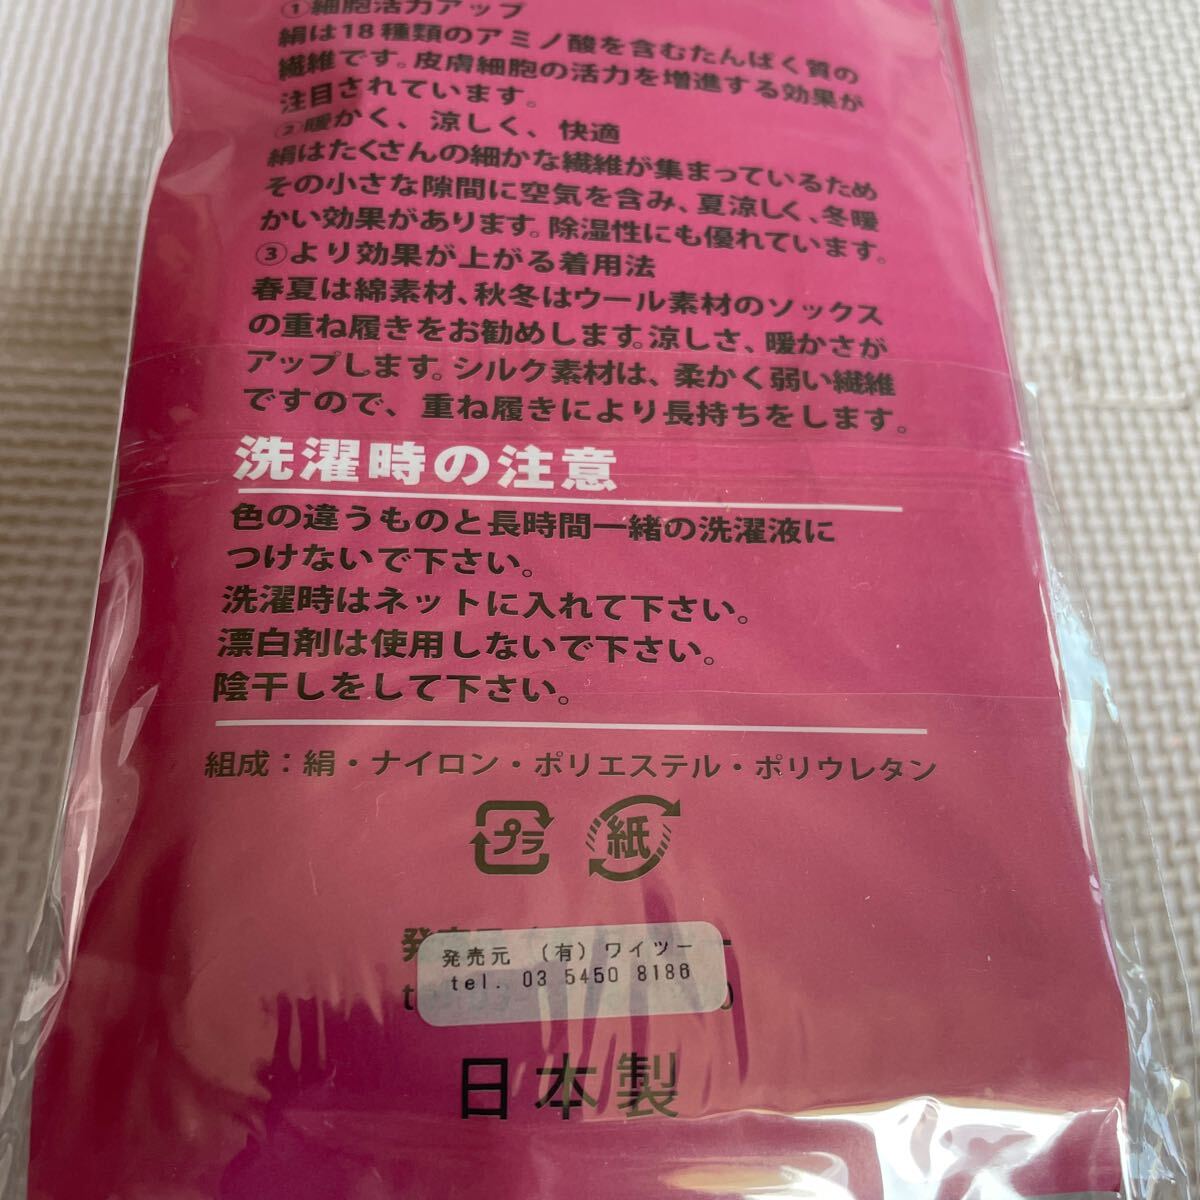 ①細胞活力アップ
絹は18種類のアミノ酸を含むたんぱく質の
繊維です。皮膚細胞の活力を増進する効果が
注目されています。
②暖かく、涼しく、快適
絹はたくさんの細かな繊維が集まっているため
その小さな隙間に空気を含み、夏涼しく、冬暖
かい効果があります。除湿性にも優れています。
③より効果が上がる着用法
春夏は綿素材、秋冬はウール素材のソックス
の重ね履きをお勧めします。涼しさ、暖かさが
アップします。シルク素材は、柔かく弱い繊維
ですので、重ね履きにより長持ちをします。
洗濯時の注意
色の違うものと長時間一緒の洗濯液に
つけないで下さい。
洗濯時はネットに入れて下さい。
漂白剤は使用しないで下さい。
陰干しをして下さい。
組成：絹・ナイロン・ポリエステル・ポリウレタン
プラ 紙
発売元 （有）ワイツー
tel. 03 5450 8186
日本製